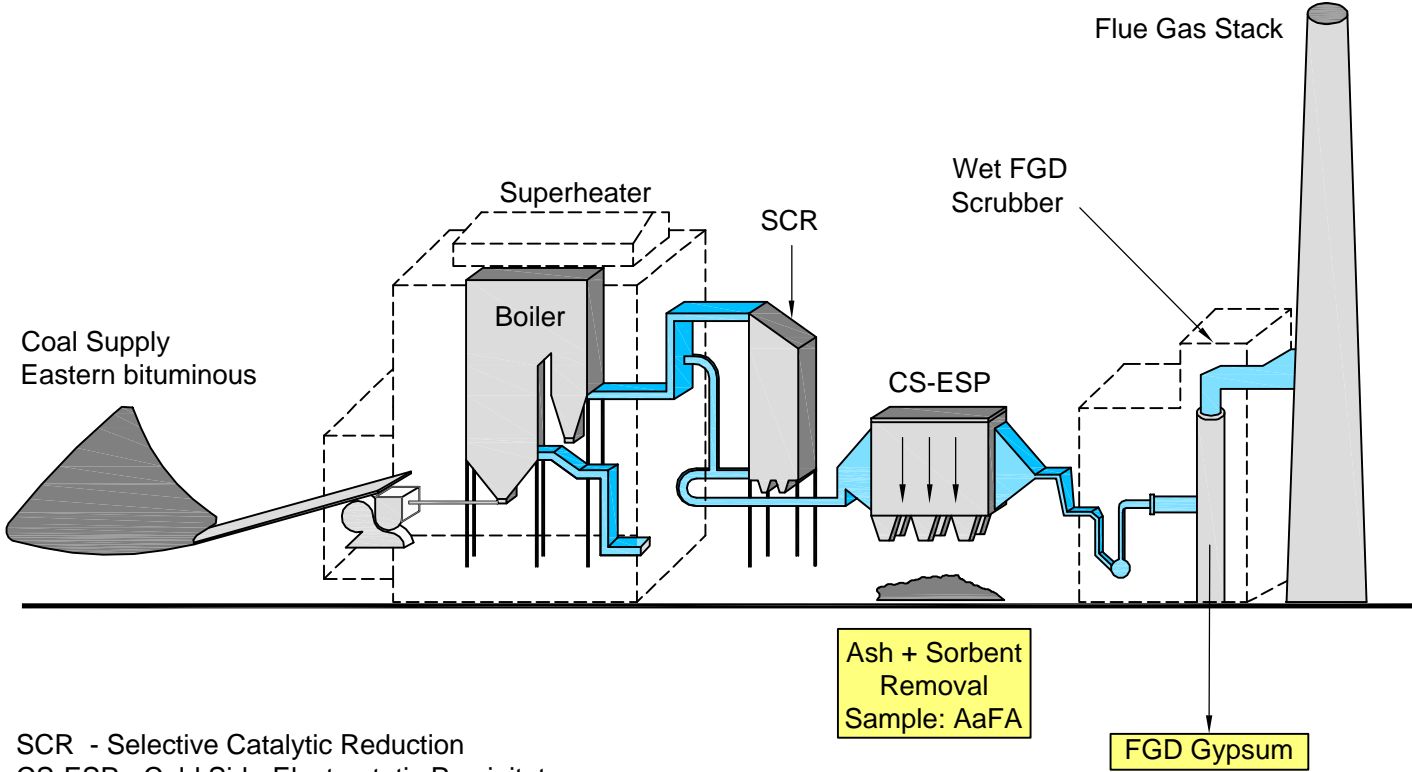 Flue Gas Stack
Wet FGD
Scrubber
Superheater
SCR
Boiler
Coal Supply
Eastern bituminous
CS-ESP
Ash + Sorbent
Removal
Sample: AaFA
FGD Gypsum
SCR - Selective Catalytic Reduction